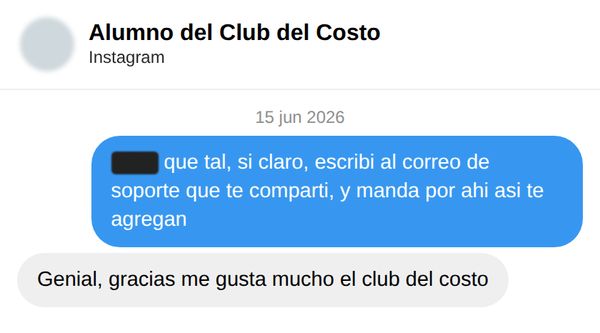 Alumno del Club del Costo
Instagram
15 jun 2026
que tal, si claro, escribi al correo de
soporte que te comparti, y manda por ahi asi te
agregan
Genial, gracias me gusta mucho el club del costo